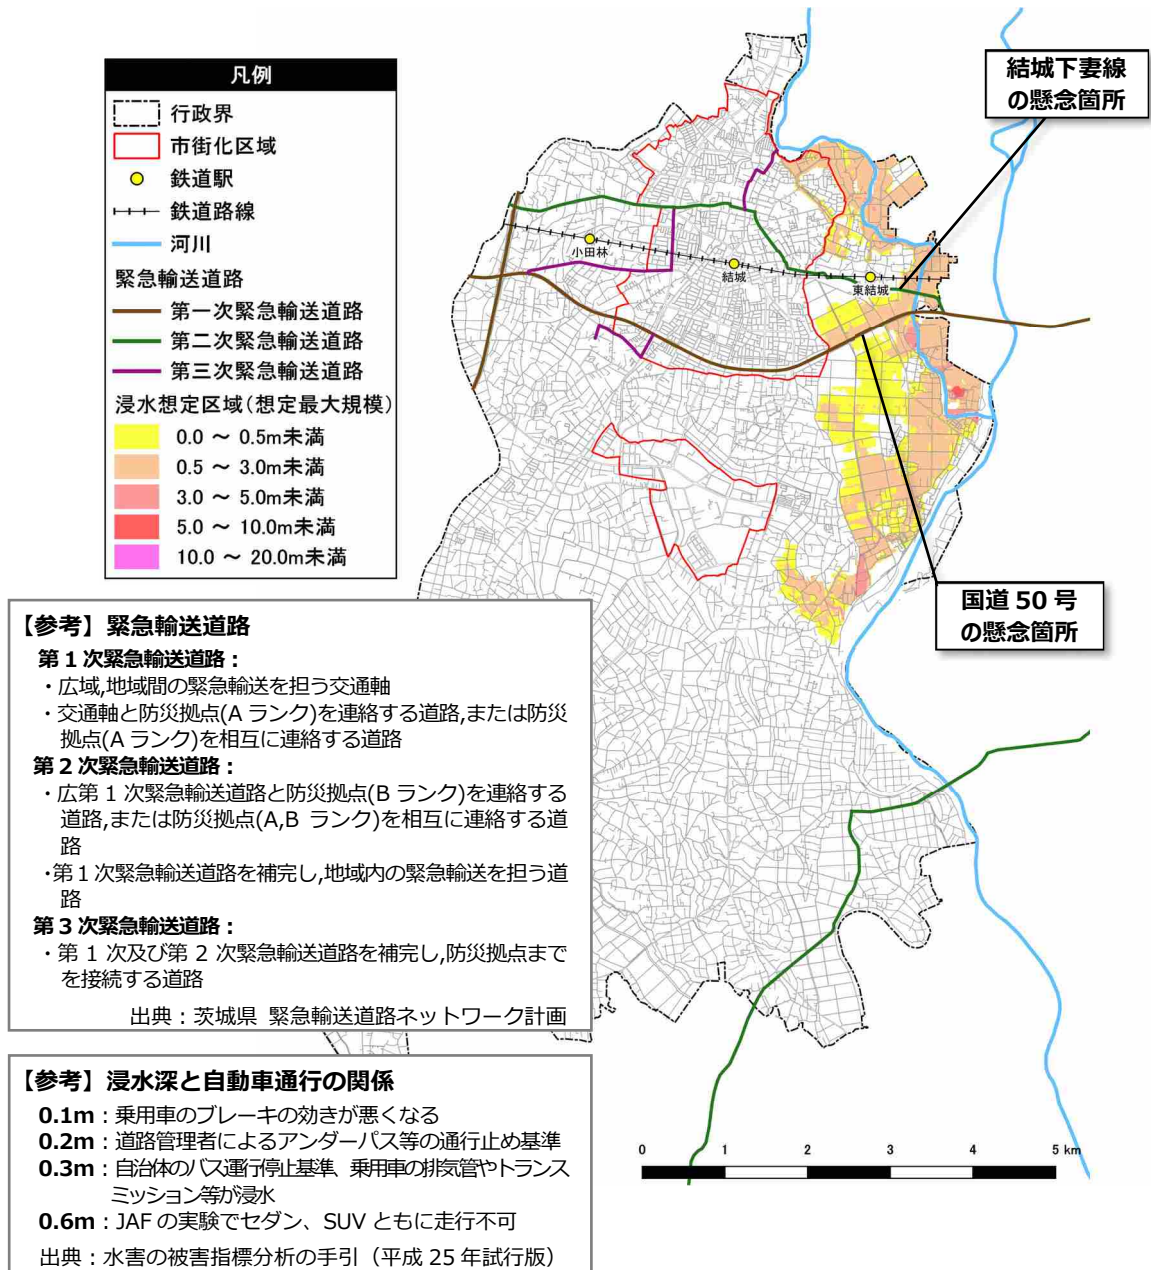 凡例
行政界
市街化区域
鉄道駅
鉄道路線
河川
緊急輸送道路
第一次緊急輸送道路
第二次緊急輸送道路
第三次緊急輸送道路
浸水想定区域(想定最大規模)
0.0 ～ 0.5m未満
0.5 ～ 3.0m未満
3.0 ～ 5.0m未満
5.0 ～ 10.0m未満
10.0 ～ 20.0m未満
結城下妻線
の懸念箇所
小田林
結城
東結城
国道 50 号
の懸念箇所
【参考】緊急輸送道路
第 1 次緊急輸送道路：
・広域,地域間の緊急輸送を担う交通軸
・交通軸と防災拠点(A ランク)を連絡する道路,または防災
拠点(A ランク)を相互に連絡する道路
第 2 次緊急輸送道路：
・広第 1 次緊急輸送道路と防災拠点(B ランク)を連絡する
道路,または防災拠点(A,B ランク)を相互に連絡する道
路
・第 1 次緊急輸送道路を補完し,地域内の緊急輸送を担う道
路
第 3 次緊急輸送道路：
・第 1 次及び第 2 次緊急輸送道路を補完し,防災拠点まで
を接続する道路
出典：茨城県 緊急輸送道路ネットワーク計画
【参考】浸水深と自動車通行の関係
0.1m：乗用車のブレーキの効きが悪くなる
0.2m：道路管理者によるアンダーパス等の通行止め基準
0.3m：自治体のバス運行停止基準、乗用車の排気管やトランス
ミッション等が浸水
0.6m：JAF の実験でセダン、SUV ともに走行不可
出典：水害の被害指標分析の手引（平成 25 年試行版）
0 1 2 3 4 5 km